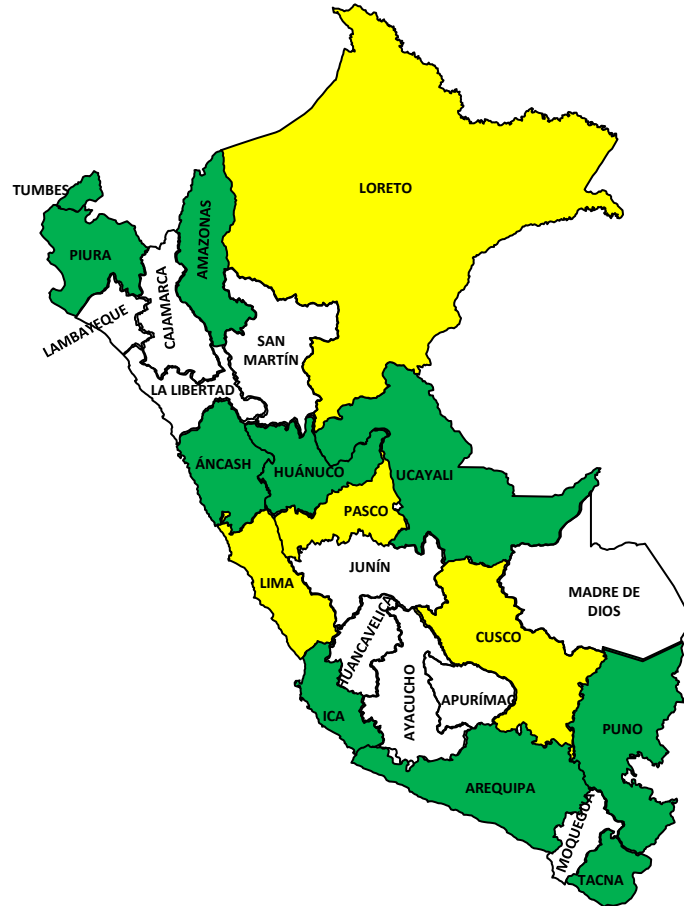 LORETO
TUMBES
AMAZONAS
PIURA
CAJAMARCA
LAMBAYEQUE
SAN
MARTÍN
LA LIBERTAD
ÁNCASH
HUÁNUCO
UCAYALI
PASCO
JUNÍN
LIMA
MADRE DE
DIOS
HUANCAVELICA
CUSCO
AYACUCHO
APURÍMAC
ICA
PUNO
AREQUIPA
MOQUEGUA
TACNA